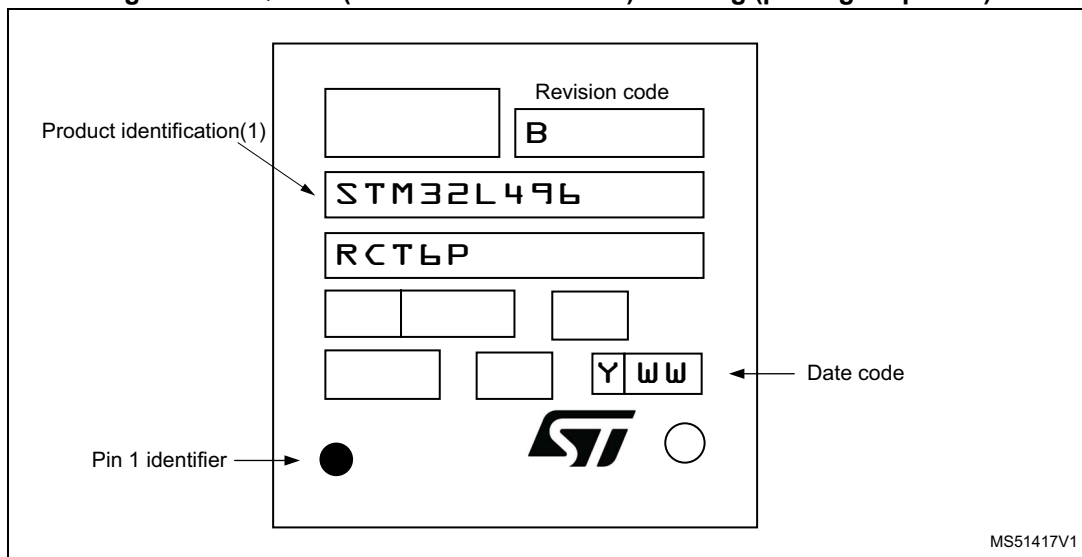 Revision code
Product identification(1)
B
STM32L496
RCT6P
Y WW
Date code
ST
Pin 1 identifier
MS51417V1